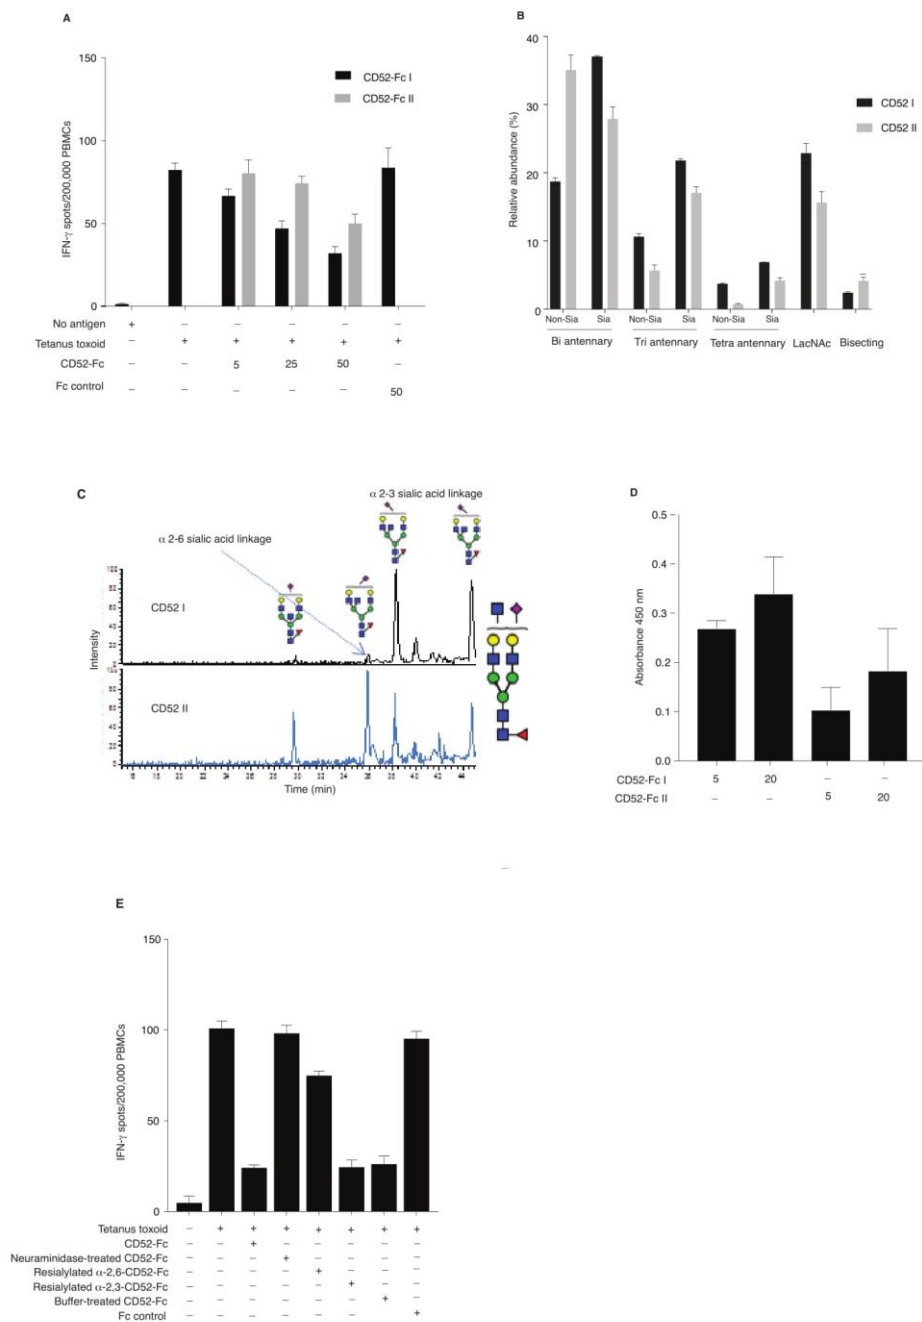 A
150
100
50
0
IFN-γ spots/200,000 PBMCs
CD52-Fc I
CD52-Fc II
No antigen + – – – – –
Tetanus toxoid – + + + + +
CD52-Fc – – 5 25 50 –
Fc control – – – – – 50
B
40
30
20
10
0
Relative abundance (%)
CD52 I
CD52 II
Non-Sia Sia Non-Sia Sia Non-Sia Sia
Bi antennary Tri antennary Tetra antennary LacNAc Bisecting
C
α 2-3 sialic acid linkage
α 2-6 sialic acid linkage
CD52 I
CD52 II
Intensity
Time (min)
D
0.5
0.4
0.3
0.2
0.1
0.0
Absorbance 450 nm
CD52-Fc I 5 20 – –
CD52-Fc II – – 5 20
E
150
100
50
0
IFN-γ spots/200,000 PBMCs
Tetanus toxoid – + + + + + + +
CD52-Fc – – + – – – – –
Neuraminidase-treated CD52-Fc – – – + – – – –
Resialylated α-2,6-CD52-Fc – – – – + – – –
Resialylated α-2,3-CD52-Fc – – – – – + – –
Buffer-treated CD52-Fc – – – – – – + –
Fc control – – – – – – – +